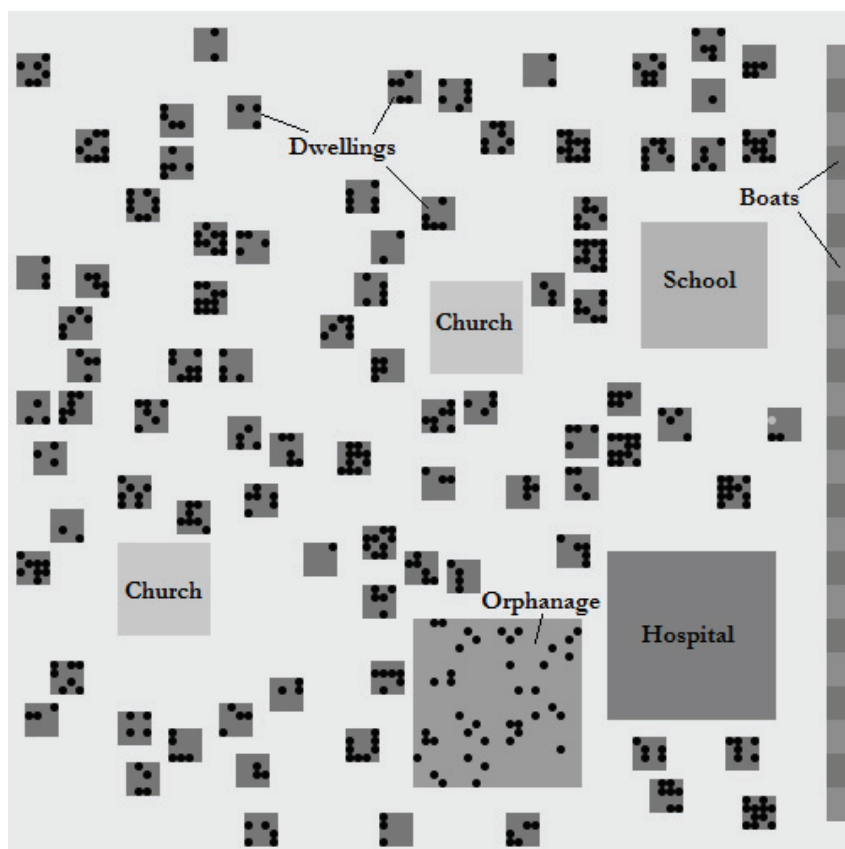 Dwellings
Boats
School
Church
Church
Orphanage
Hospital